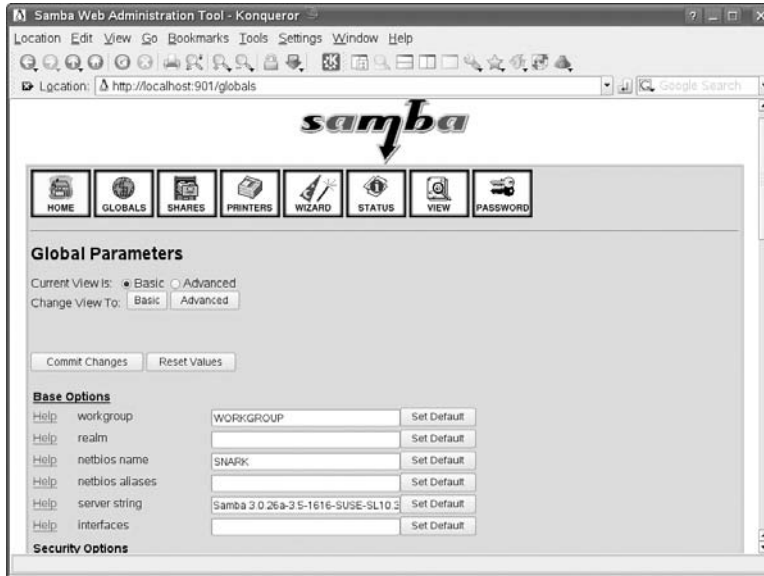 Samba Web Administration Tool - Konqueror
Location Edit View Go Bookmarks Tools Settings Window Help
Location: http://localhost:901/globals
Google Search
samba
HOME GLOBALS SHARES PRINTERS WIZARD STATUS VIEW PASSWORD
Global Parameters
Current View Is: Basic Advanced
Change View To: Basic Advanced
Commit Changes Reset Values
Base Options
Help workgroup WORKGROUP Set Default
Help realm Set Default
Help netbios name SNARK Set Default
Help netbios aliases Set Default
Help server string Samba 3.0.26a-3.5-1616-SUSE-SL10.3 Set Default
Help interfaces Set Default
Security Options